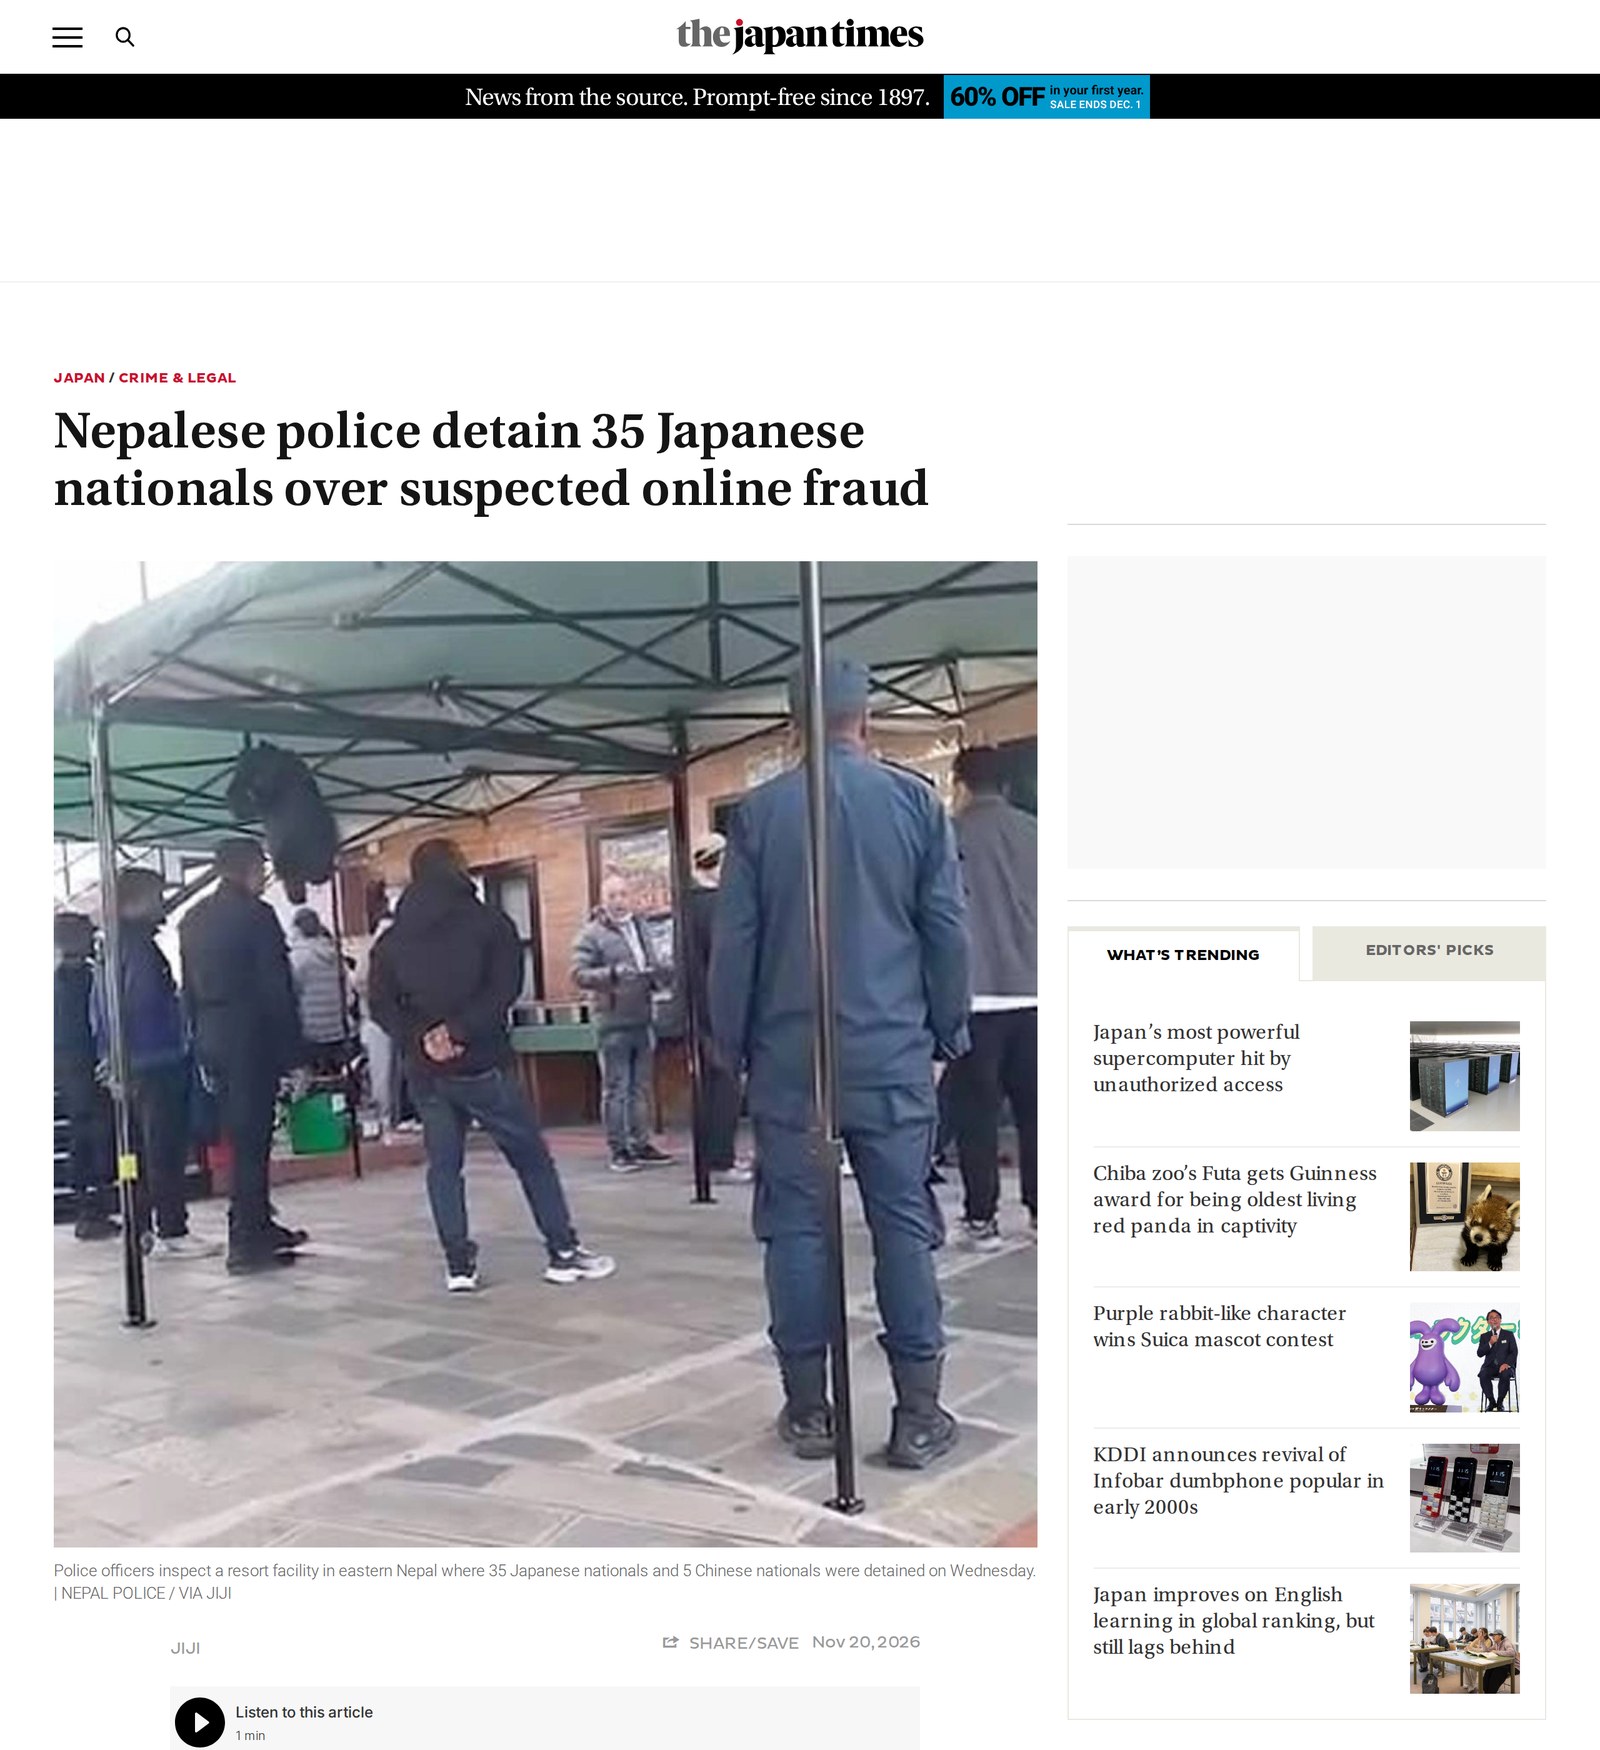 the japan times
News from the source. Prompt-free since 1897.
60% OFF
in your first year.
SALE ENDS DEC. 1
JAPAN / CRIME & LEGAL
Nepalese police detain 35 Japanese
nationals over suspected online fraud
Police officers inspect a resort facility in eastern Nepal where 35 Japanese nationals and 5 Chinese nationals were detained on Wednesday.
| NEPAL POLICE / VIA JIJI
JIJI
SHARE/SAVE
Nov 20, 2026
Listen to this article
1 min
WHAT'S TRENDING
EDITORS' PICKS
Japan’s most powerful
supercomputer hit by
unauthorized access
Chiba zoo’s Futa gets Guinness
award for being oldest living
red panda in captivity
Purple rabbit-like character
wins Suica mascot contest
KDDI announces revival of
Infobar dumbphone popular in
early 2000s
Japan improves on English
learning in global ranking, but
still lags behind